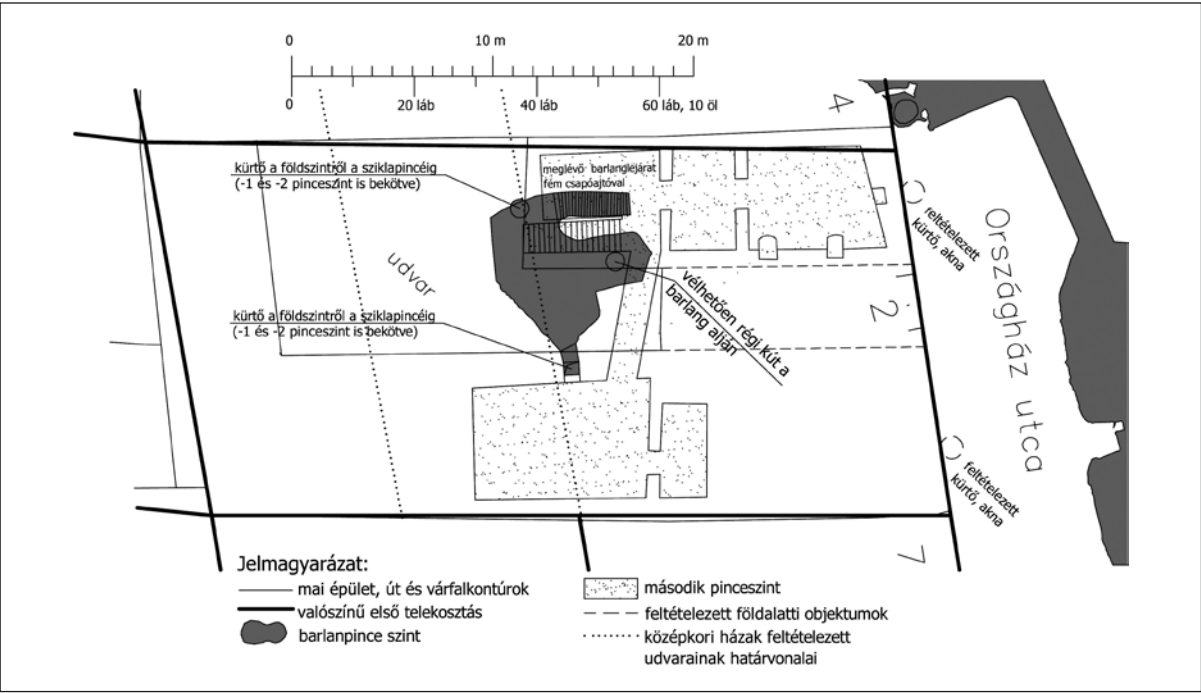 0
10 m
20 m
0
20 láb
40 láb
60 láb, 10 öl
4
kürtő a földszintről a sziklapincéig
(-1 és -2 pinceszint is bekötve)
meglévő barlanglejárat
fém csapóajtóval
feltételezett
kürtő, akna
Országház utca
udvar
2
kürtő a földszintről a sziklapincéig
(-1 és -2 pinceszint is bekötve)
vélhetően régi kút a
barlang alján
feltételezett
kürtő, akna
7
Jelmagyarázat:
mai épület, út és várfalkontúrok
valószínű első telekosztás
barlanpince szint
második pinceszint
feltételezett földalatti objektumok
középkori házak feltételezett
udvarainak határvonalai